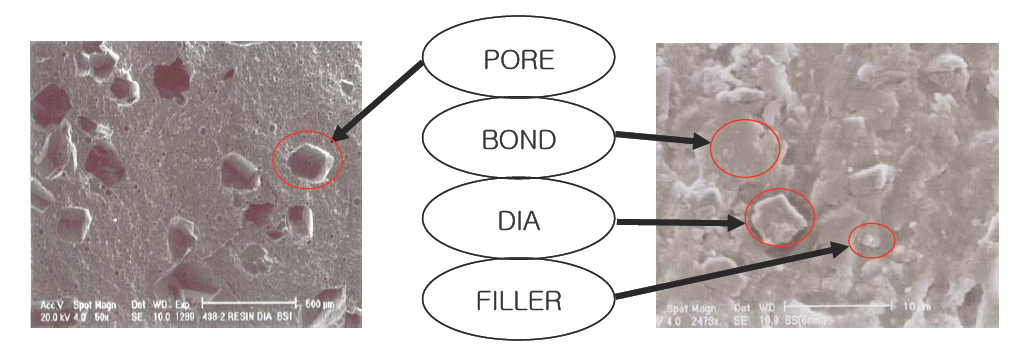 PORE
BOND
DIA
FILLER
Acc V Spot Magn Det WD Exp 500 µm
20.0 kV 4.0 50x SE 10.0 1289 438-2 RESIN DIA BS1
Spot Magn Det WD 10 µm
4.0 2473x SE 10.9